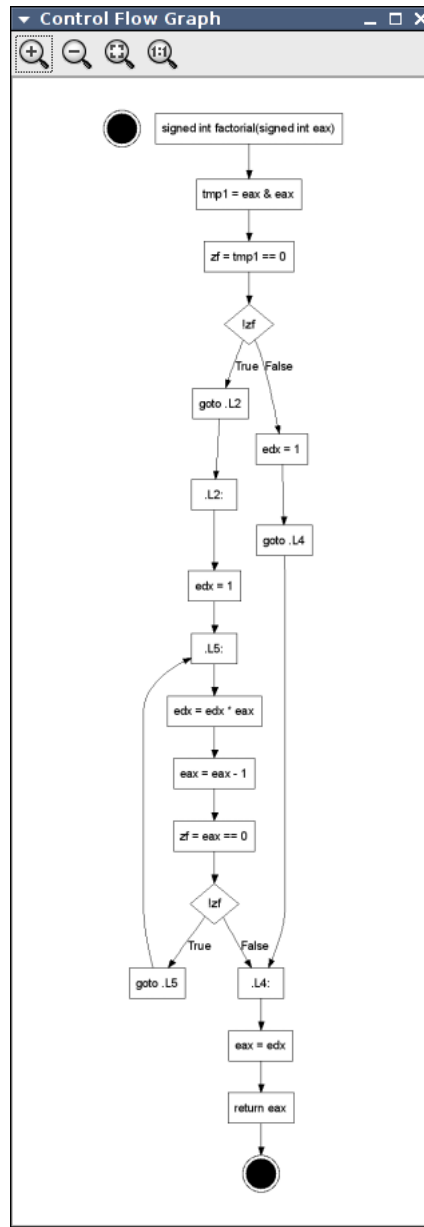 Control Flow Graph
1:1
signed int factorial(signed int eax)
tmp1 = eax & eax
zf = tmp1 == 0
!zf
True
False
goto .L2
edx = 1
.L2:
goto .L4
edx = 1
.L5:
edx = edx * eax
eax = eax - 1
zf = eax == 0
!zf
True
False
goto .L5
.L4:
eax = edx
return eax